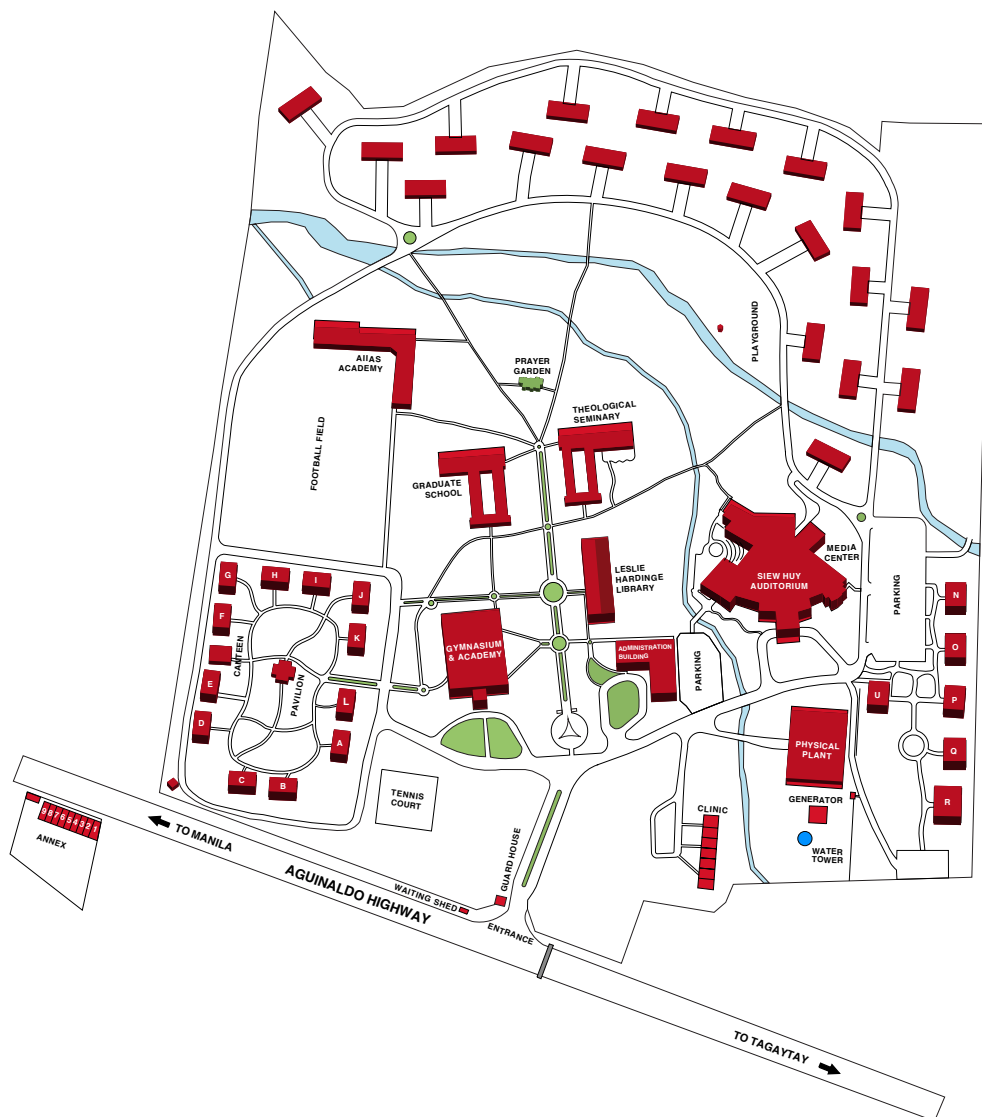 PLAYGROUND
AIIAS
ACADEMY
PRAYER
GARDEN
THEOLOGICAL
SEMINARY
FOOTBALL FIELD
GRADUATE
SCHOOL
MEDIA
CENTER
SIEW HUY
AUDITORIUM
PARKING
LESLIE
HARDINGE
LIBRARY
G
H
I
J
F
K
CANTEEN
E
PAVILION
L
D
A
C
B
GYMNASIUM
& ACADEMY
ADMINISTRATION
BUILDING
PARKING
N
O
U
P
Q
R
PHYSICAL
PLANT
GENERATOR
WATER
TOWER
CLINIC
TENNIS
COURT
GUARD HOUSE
WAITING SHED
ENTRANCE
9 8 7 6 5 4 3 2 1
ANNEX
TO MANILA
AGUINALDO HIGHWAY
TO TAGAYTAY